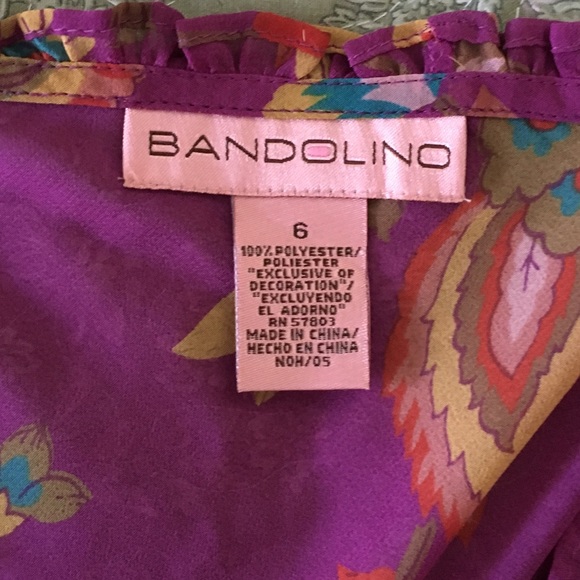 BANDOLINO
6
100% POLYESTER/
POLIESTER
"EXCLUSIVE OF
DECORATION"/
"EXCLUYENDO
EL ADORNO"
RN 57803
MADE IN CHINA/
HECHO EN CHINA
NOH/05